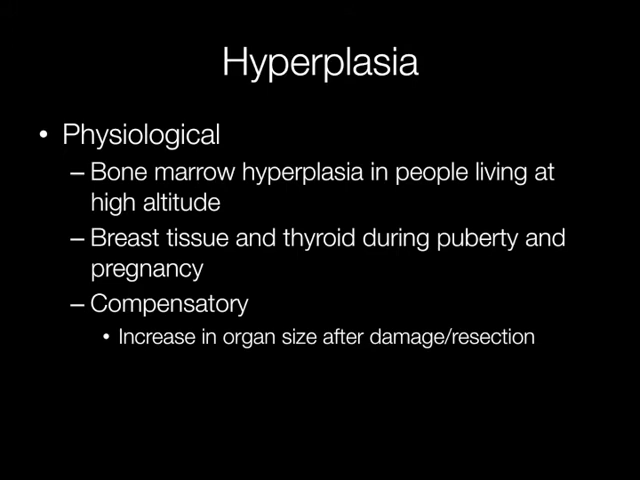 Hyperplasia
• Physiological
– Bone marrow hyperplasia in people living at
high altitude
– Breast tissue and thyroid during puberty and
pregnancy
– Compensatory
• Increase in organ size after damage/resection